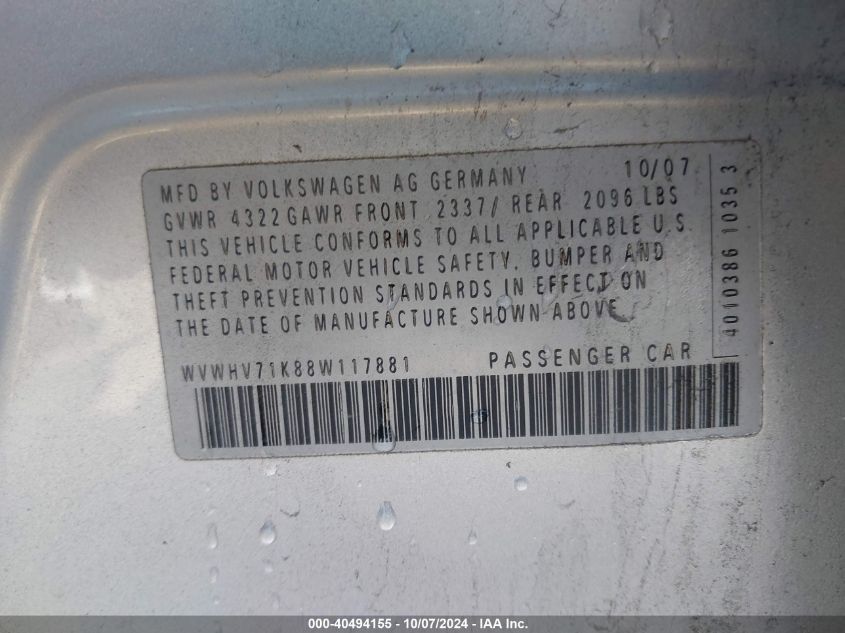 MFD BY VOLKSWAGEN AG GERMANY 10/07
GVWR 4322 GAWR FRONT 2337/ REAR 2096 LBS
THIS VEHICLE CONFORMS TO ALL APPLICABLE U.S.
FEDERAL MOTOR VEHICLE SAFETY, BUMPER AND
THEFT PREVENTION STANDARDS IN EFFECT ON
THE DATE OF MANUFACTURE SHOWN ABOVE.
WVWHV71K88W117881 PASSENGER CAR
4010386 1035 3
000-40494155 - 10/07/2024 - IAA Inc.